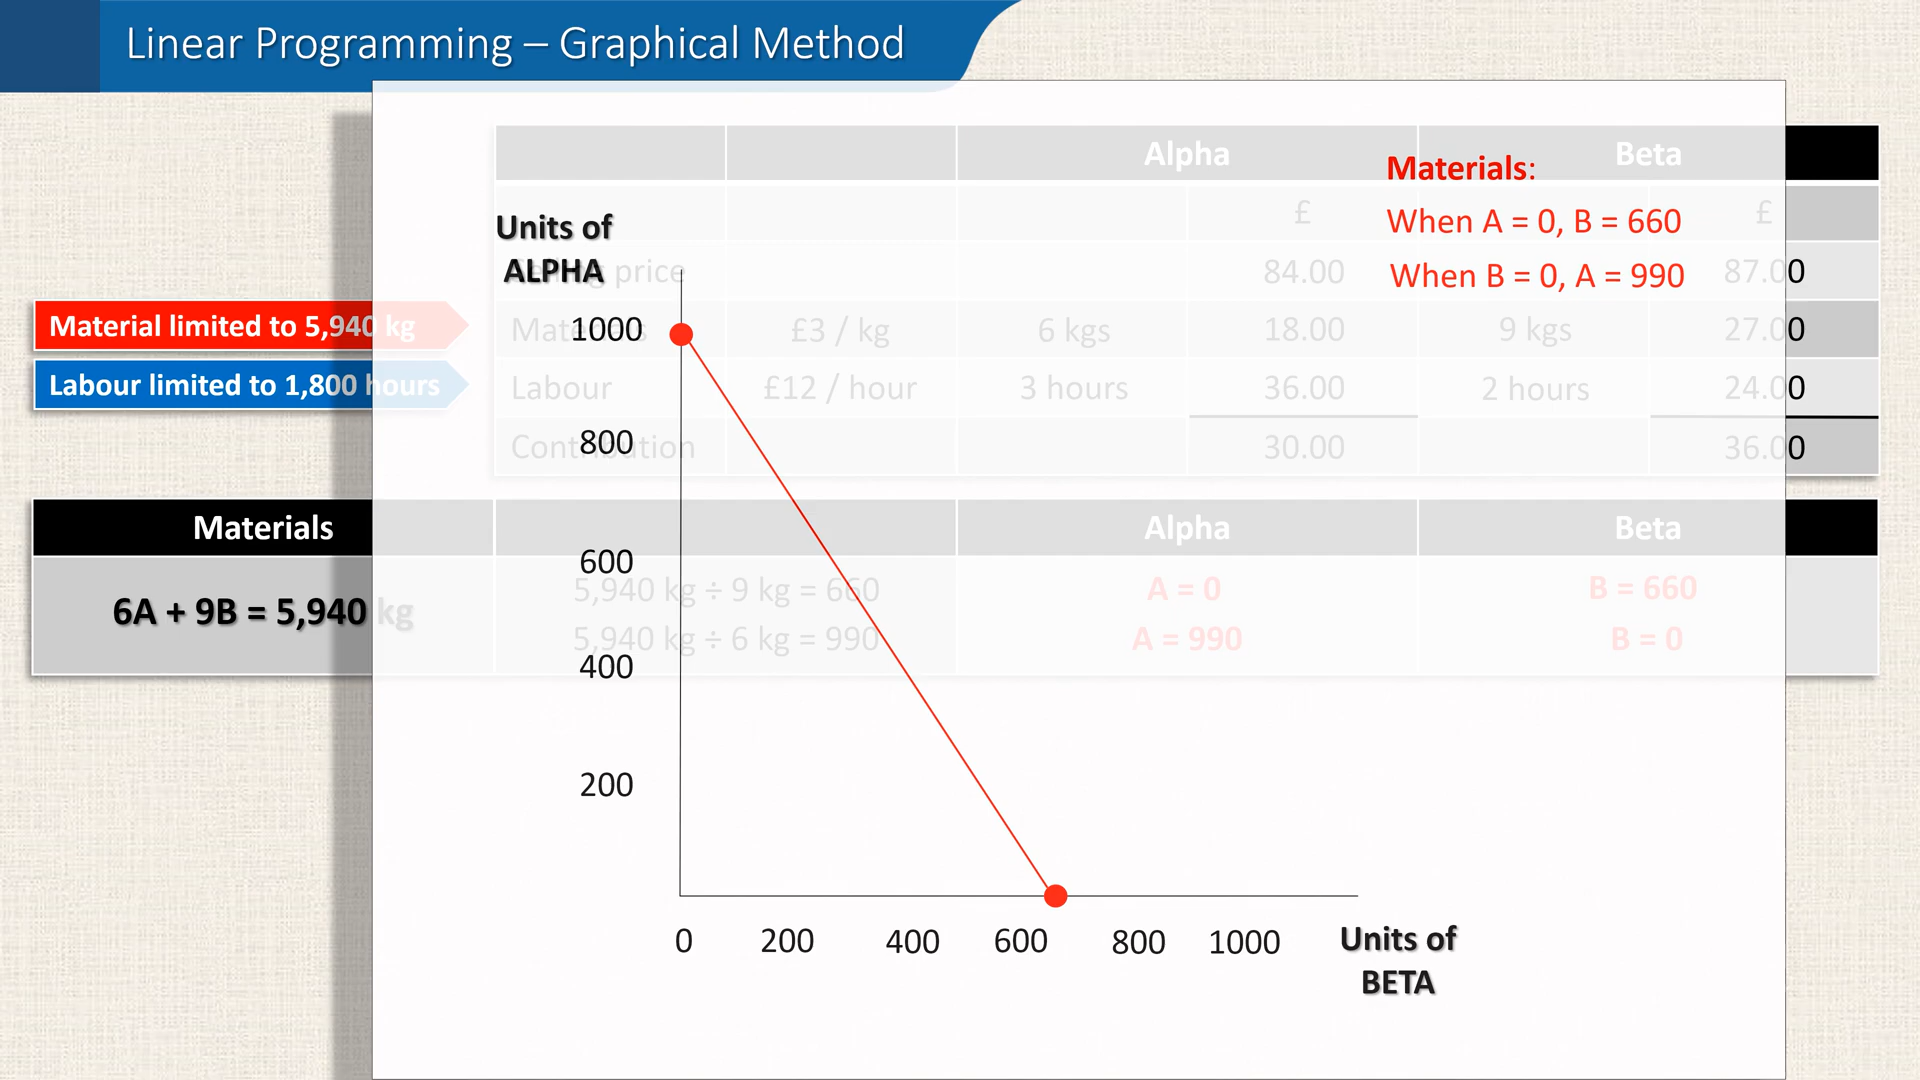 Linear Programming – Graphical Method
Alpha Beta
Materials:
£ £
When A = 0, B = 660
Units of
ALPHA
Selling price 84.00 87.00
When B = 0, A = 990
Material limited to 5,940 kg
1000
Materials £3 / kg 6 kgs 18.00 9 kgs 27.00
Labour limited to 1,800 hours
Labour £12 / hour 3 hours 36.00 2 hours 24.00
800
Contribution 30.00 36.00
Materials Alpha Beta
600
6A + 9B = 5,940 kg
5,940 kg ÷ 9 kg = 660 A = 0 B = 660
5,940 kg ÷ 6 kg = 990 A = 990 B = 0
400
200
0 200 400 600 800 1000
Units of
BETA